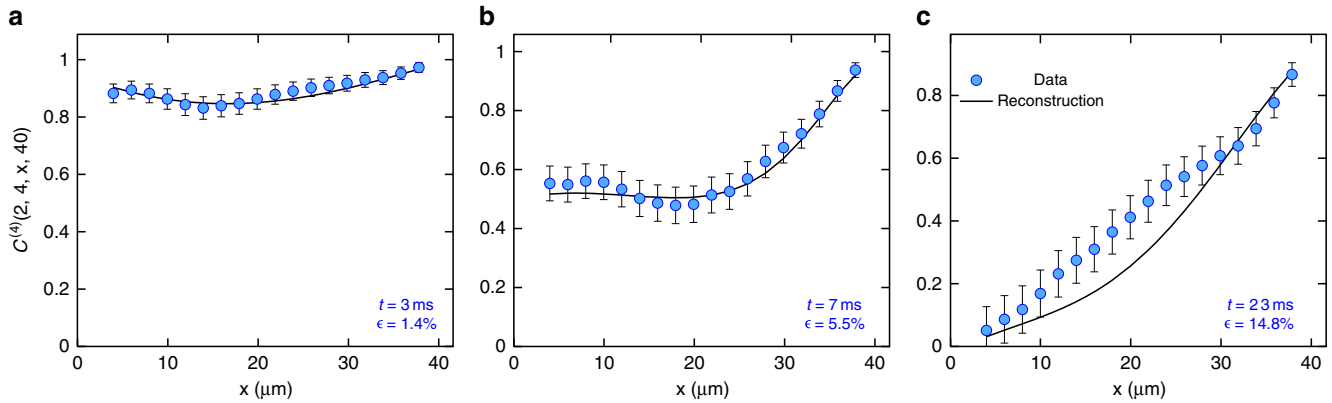 a
b
c
C⁽⁴⁾(2, 4, x, 40)
1
0.8
0.6
0.4
0.2
0
0 10 20 30 40
x (μm)
t = 3 ms
ϵ = 1.4%
1
0.8
0.6
0.4
0.2
0
0 10 20 30 40
x (μm)
t = 7 ms
ϵ = 5.5%
0.8
0.6
0.4
0.2
0
0 10 20 30 40
x (μm)
Data
Reconstruction
t = 23 ms
ϵ = 14.8%